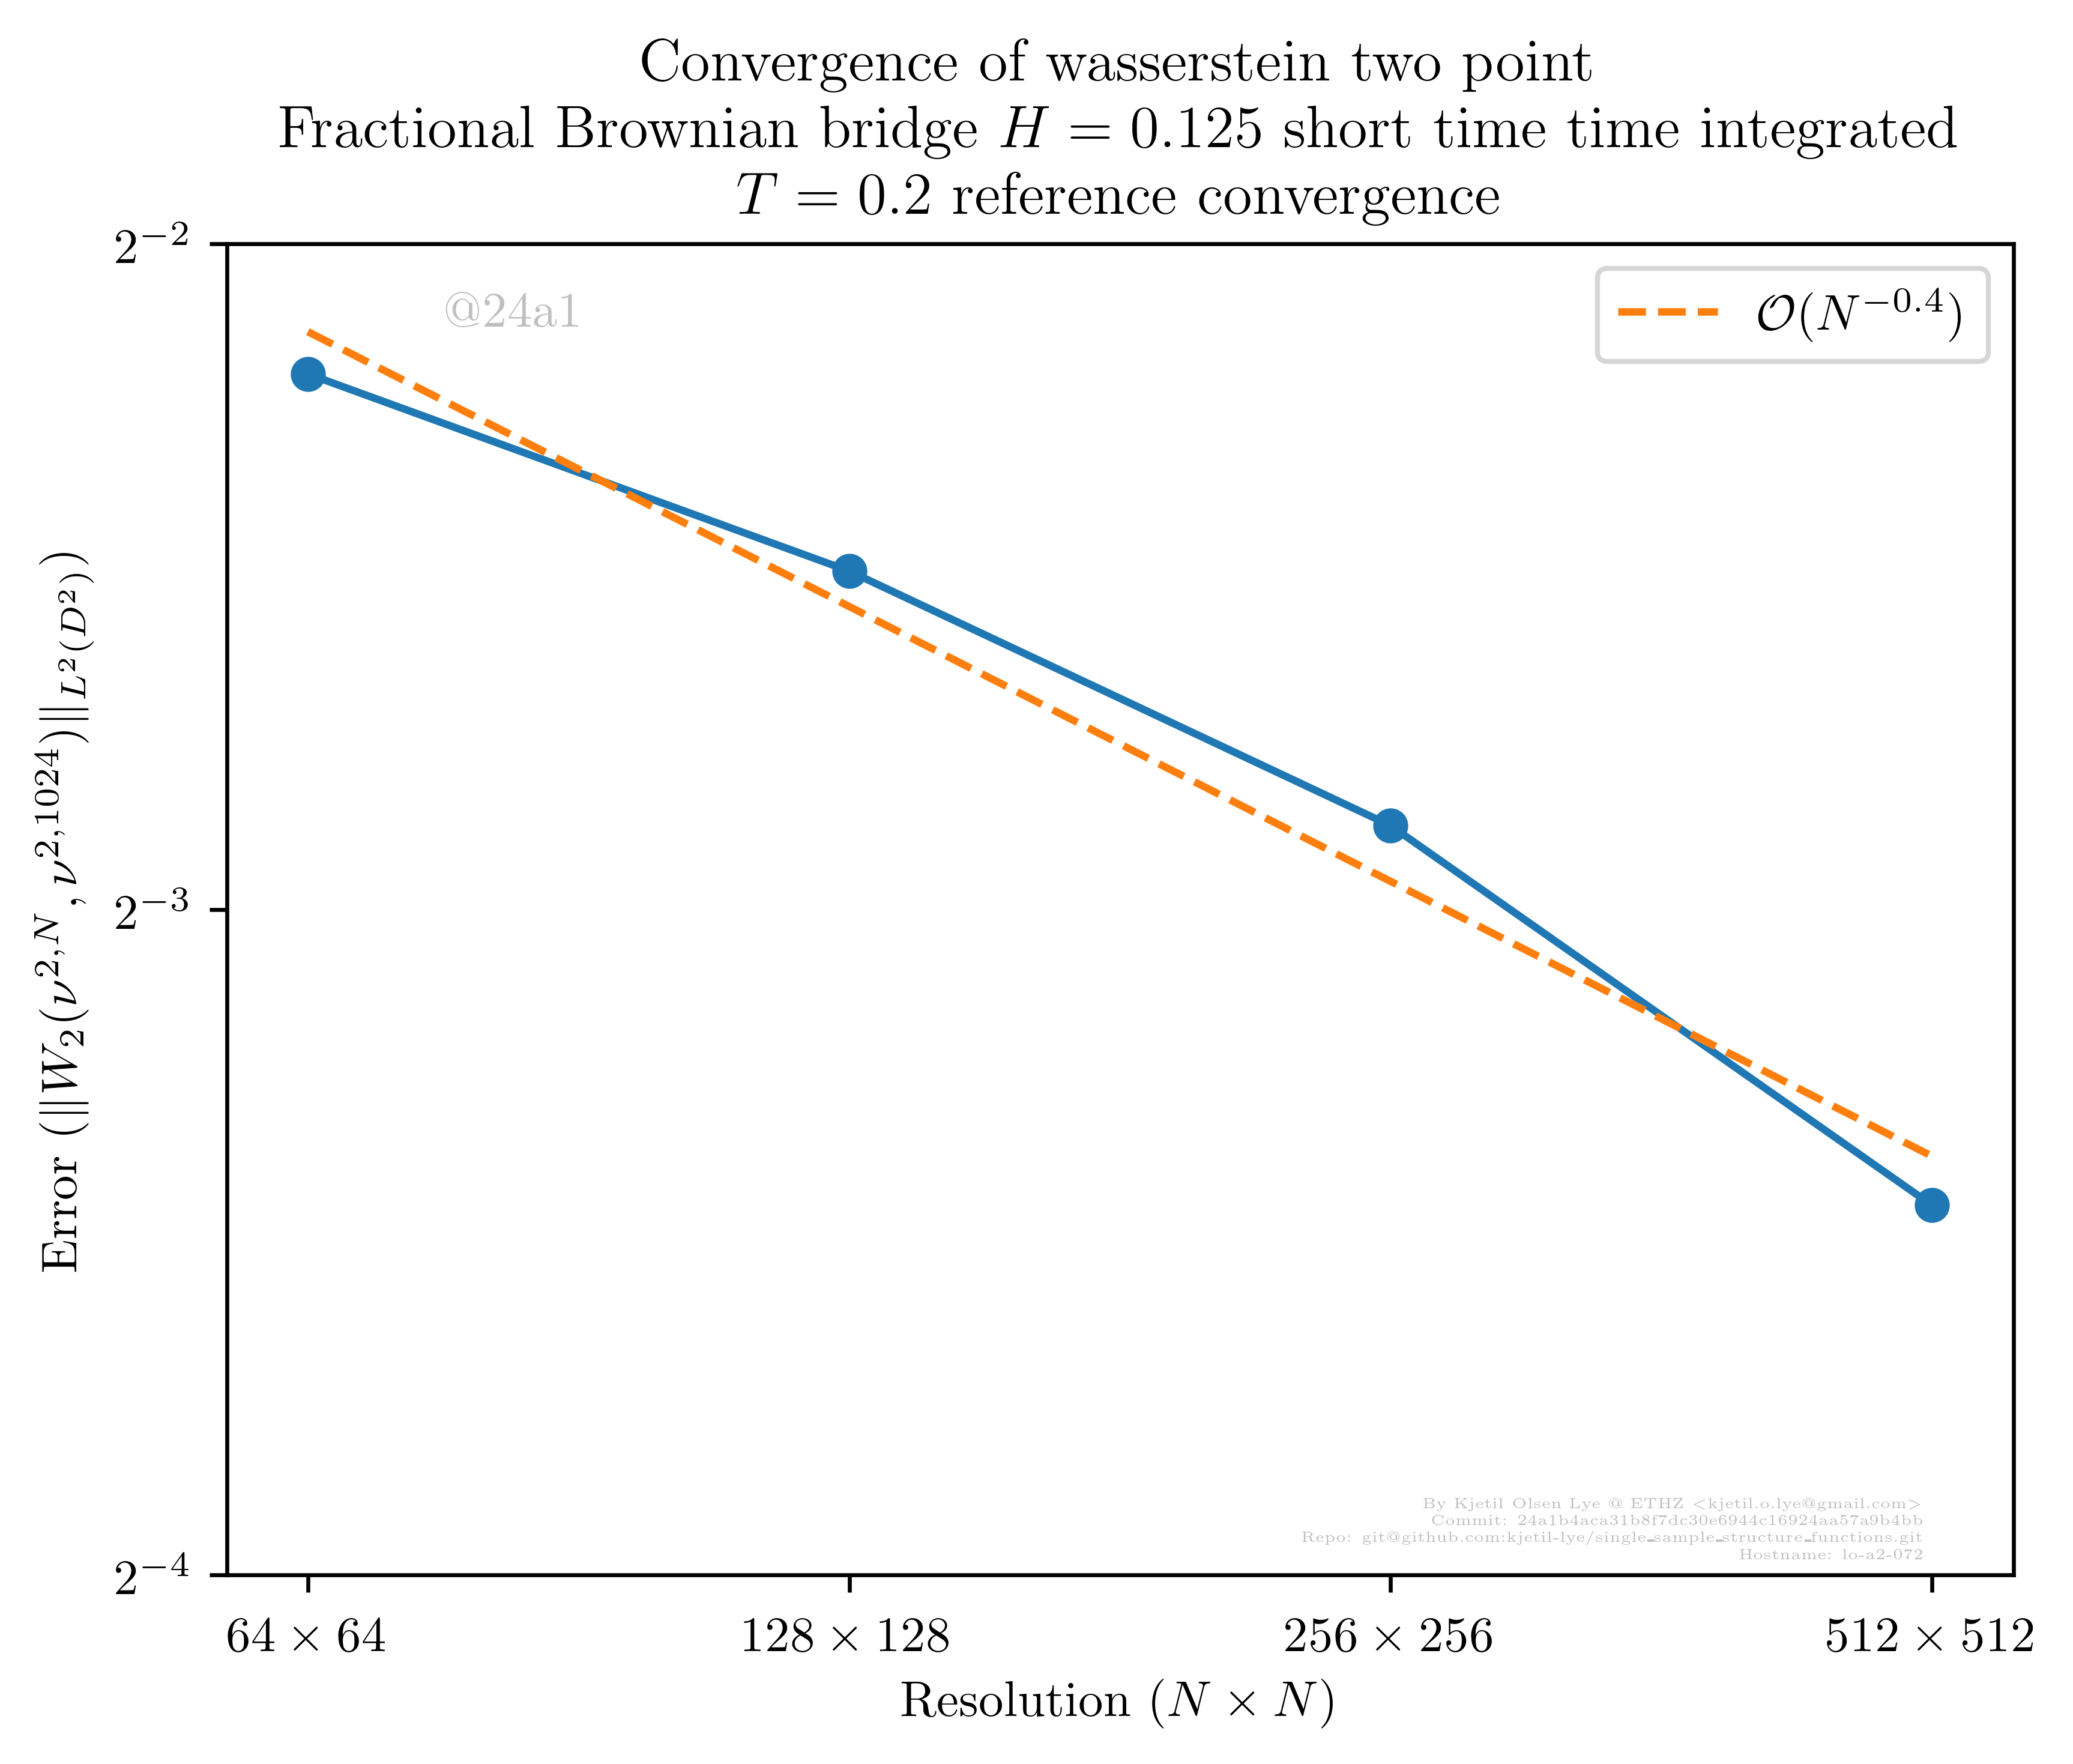 Convergence of wasserstein two point
Fractional Brownian bridge H = 0.125 short time time integrated
T = 0.2 reference convergence
2⁻²
@24a1
O(N⁻⁰·⁴)
Error (||W₂(ν^{2,N}, ν^{2,1024})||_{L²(D²)})
2⁻³
By Kjetil Olsen Lye @ ETHZ <kjetil.o.lye@gmail.com>
Commit: 24a1b4aca31b8f7dc30e6944c16924aa57a9b4bb
Repo: git@github.com:kjetil-lye/single_sample_structure_functions.git
Hostname: lo-a2-072
2⁻⁴
64 × 64
128 × 128
256 × 256
512 × 512
Resolution (N × N)